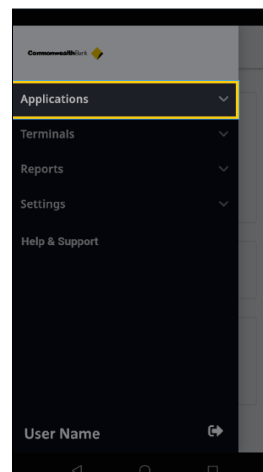 CommonwealthBank
Applications
Terminals
Reports
Settings
Help & Support
User Name